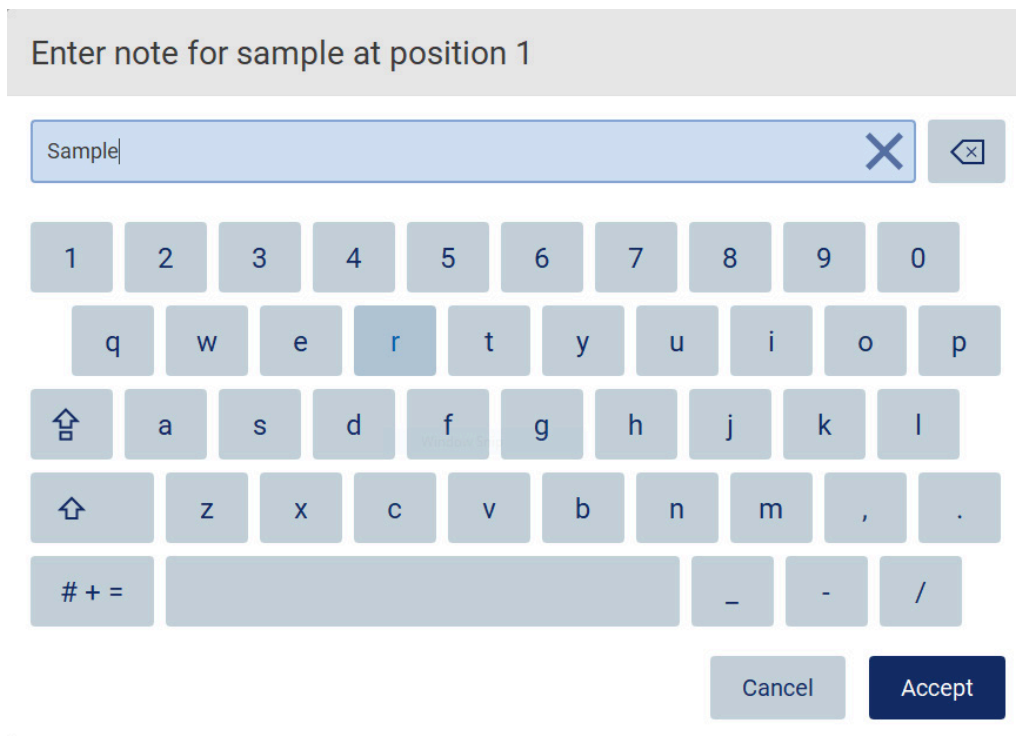 Enter note for sample at position 1
Sample
1 2 3 4 5 6 7 8 9 0
q w e r t y u i o p
a s d f g h j k l
z x c v b n m , .
# + = _ - /
Cancel Accept